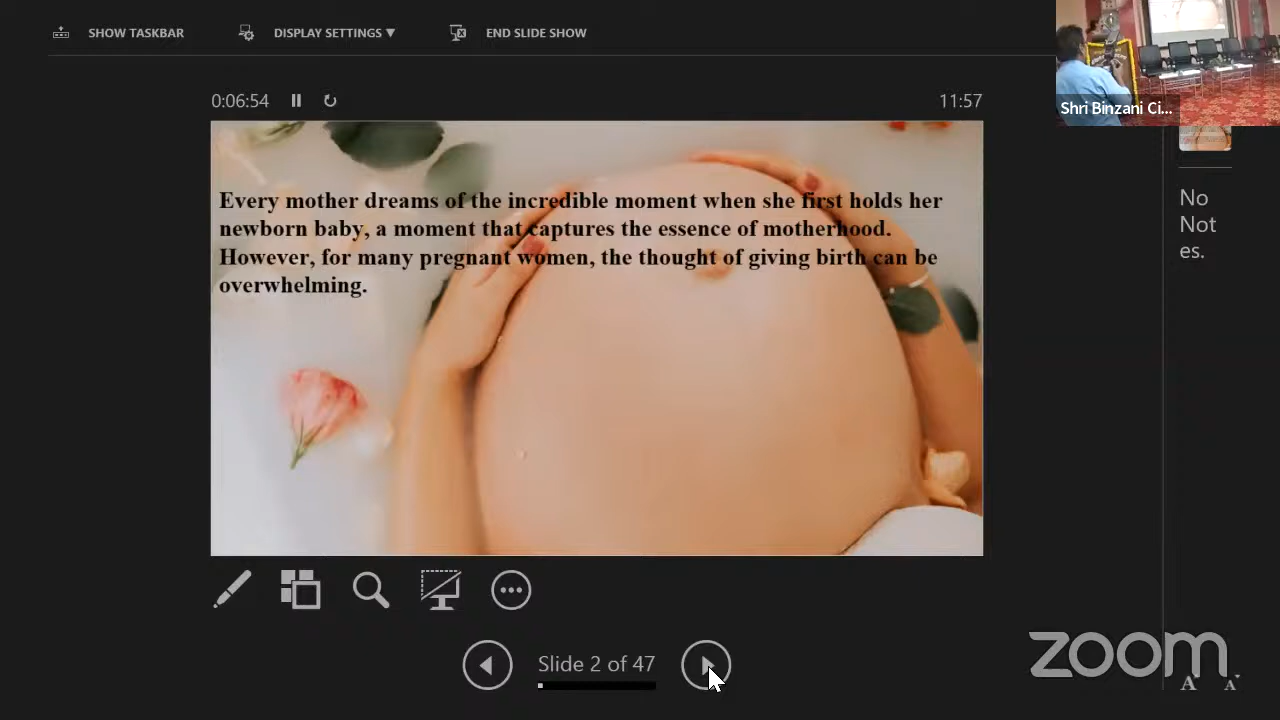 SHOW TASKBAR
DISPLAY SETTINGS ▼
END SLIDE SHOW
Shri Binzani Ci...
0:06:54
11:57
Every mother dreams of the incredible moment when she first holds her
newborn baby, a moment that captures the essence of motherhood.
However, for many pregnant women, the thought of giving birth can be
overwhelming.
No
Not
es.
Slide 2 of 47
zoom
A A